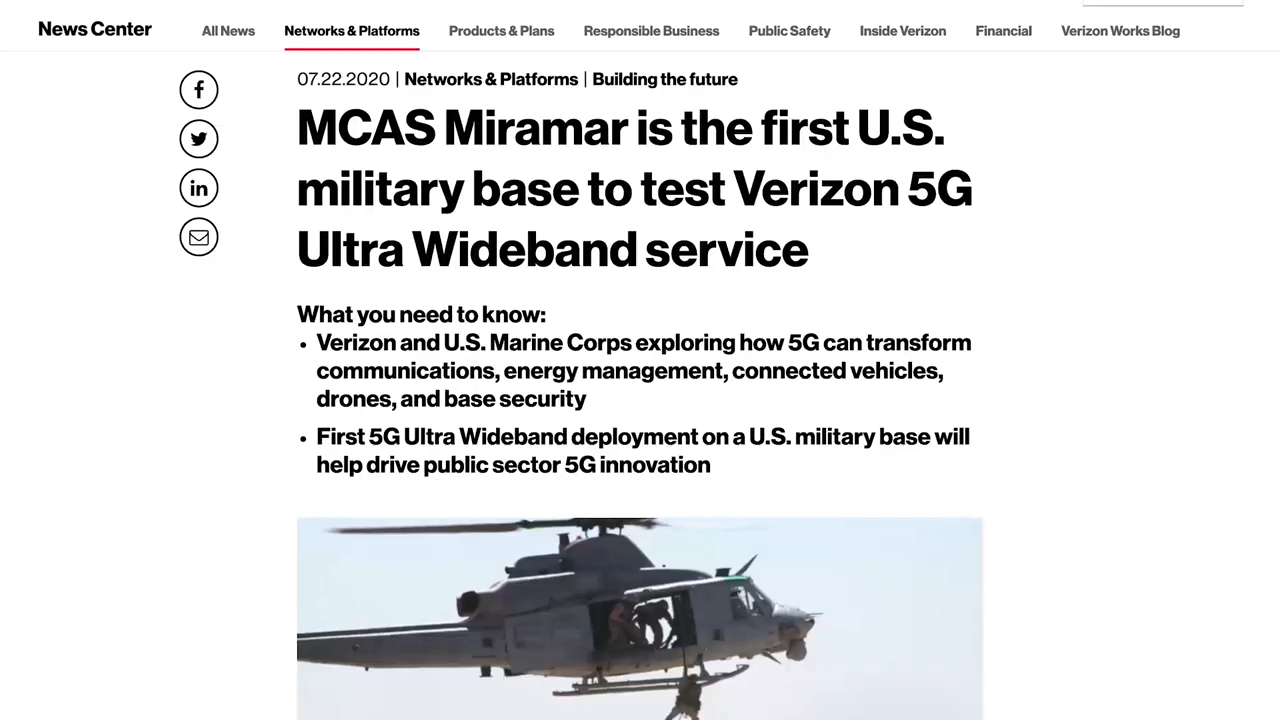 News Center
All News
Networks & Platforms
Products & Plans
Responsible Business
Public Safety
Inside Verizon
Financial
Verizon Works Blog
07.22.2020 | Networks & Platforms | Building the future
MCAS Miramar is the first U.S.
military base to test Verizon 5G
Ultra Wideband service
What you need to know:
• Verizon and U.S. Marine Corps exploring how 5G can transform
communications, energy management, connected vehicles,
drones, and base security
• First 5G Ultra Wideband deployment on a U.S. military base will
help drive public sector 5G innovation